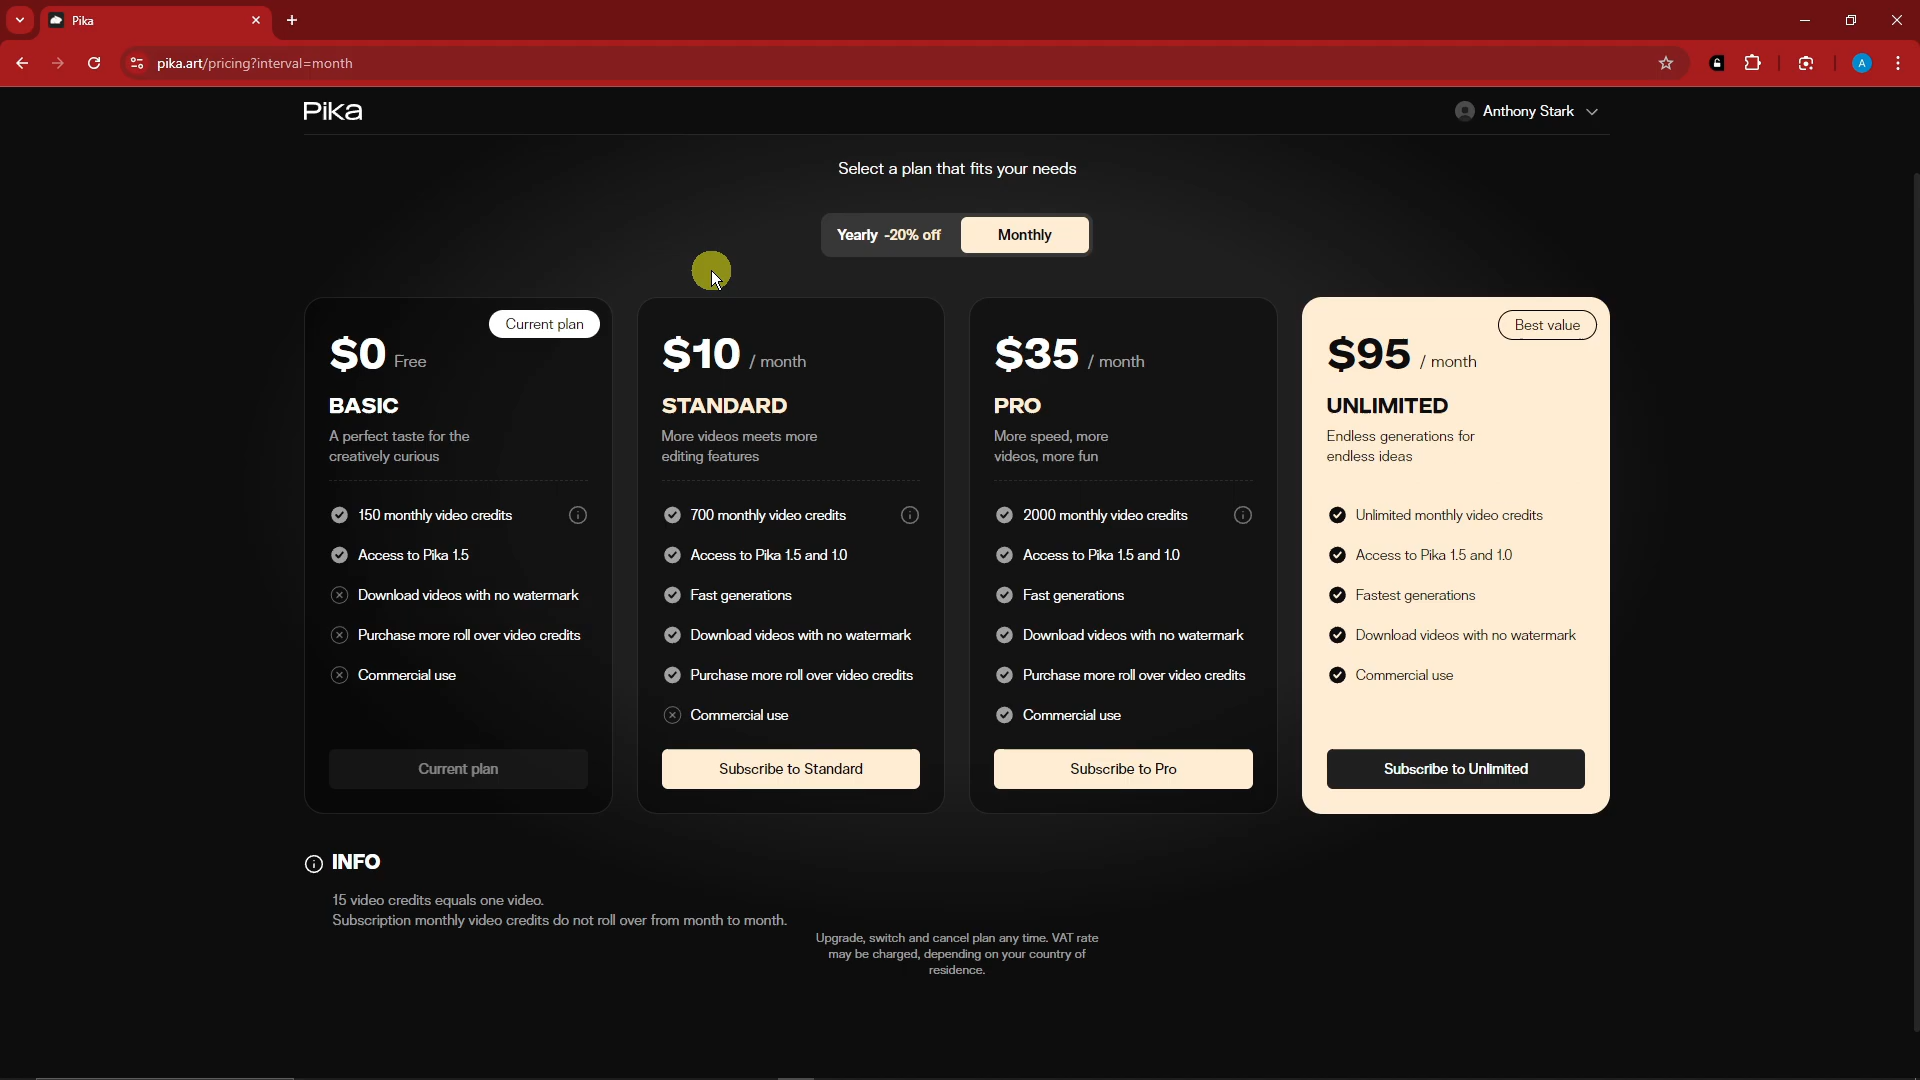 Pika
pika.art/pricing?interval=month
A
Pika
Anthony Stark
Select a plan that fits your needs
Yearly -20% off
Monthly
Current plan
$0 Free
BASIC
A perfect taste for the
creatively curious
150 monthly video credits
Access to Pika 1.5
Download videos with no watermark
Purchase more roll over video credits
Commercial use
Current plan
$10 / month
STANDARD
More videos meets more
editing features
700 monthly video credits
Access to Pika 1.5 and 1.0
Fast generations
Download videos with no watermark
Purchase more roll over video credits
Commercial use
Subscribe to Standard
$35 / month
PRO
More speed, more
videos, more fun
2000 monthly video credits
Access to Pika 1.5 and 1.0
Fast generations
Download videos with no watermark
Purchase more roll over video credits
Commercial use
Subscribe to Pro
Best value
$95 / month
UNLIMITED
Endless generations for
endless ideas
Unlimited monthly video credits
Access to Pika 1.5 and 1.0
Fastest generations
Download videos with no watermark
Commercial use
Subscribe to Unlimited
INFO
15 video credits equals one video.
Subscription monthly video credits do not roll over from month to month.
Upgrade, switch and cancel plan any time. VAT rate
may be charged, depending on your country of
residence.